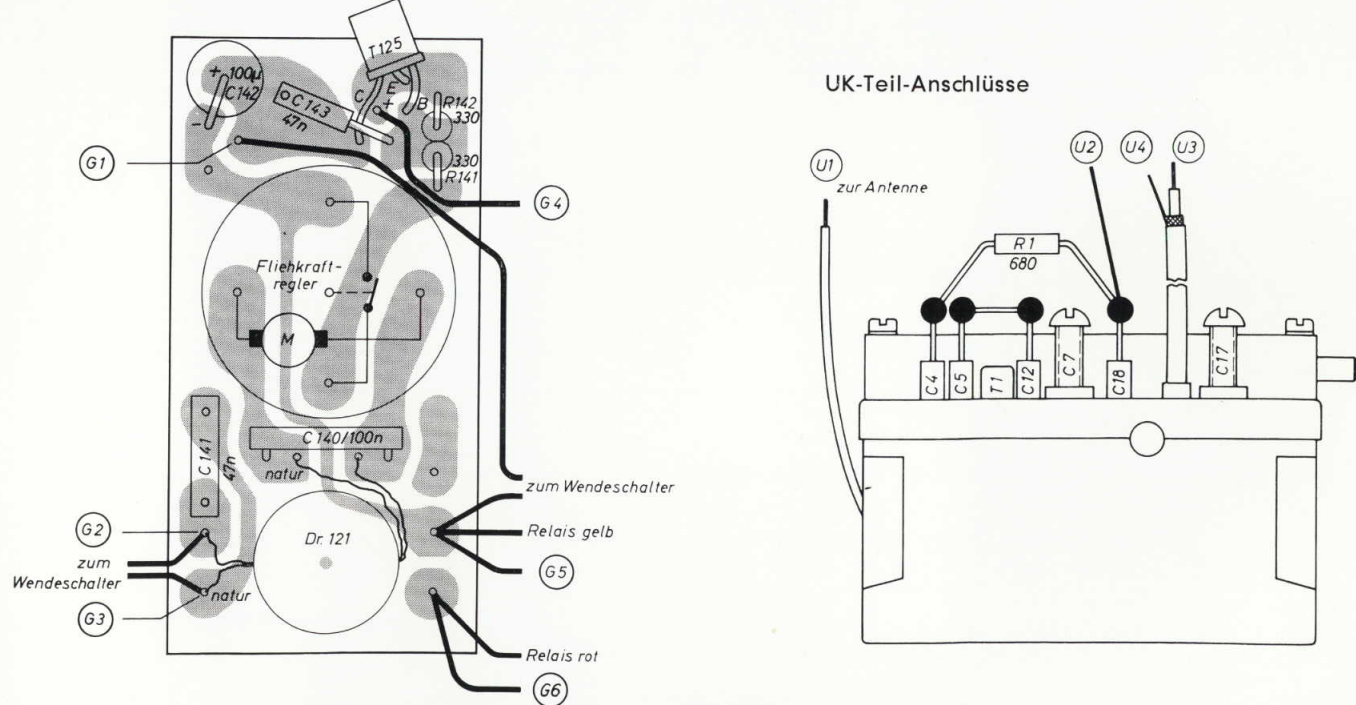 T125
+ 100µ
C142
-
C143
47n
C
E
+
B
R142
330
330
R141
G1
G4
Fliehkraft-
regler
M
C140/100n
natur
C141
47n
G2
zum
Wendeschalter
G3
natur
Dr. 121
zum Wendeschalter
Relais gelb
G5
Relais rot
G6
UK-Teil-Anschlüsse
U1
zur Antenne
U2
U4
U3
R1
680
C4
C5
T1
C12
C7
C18
C17